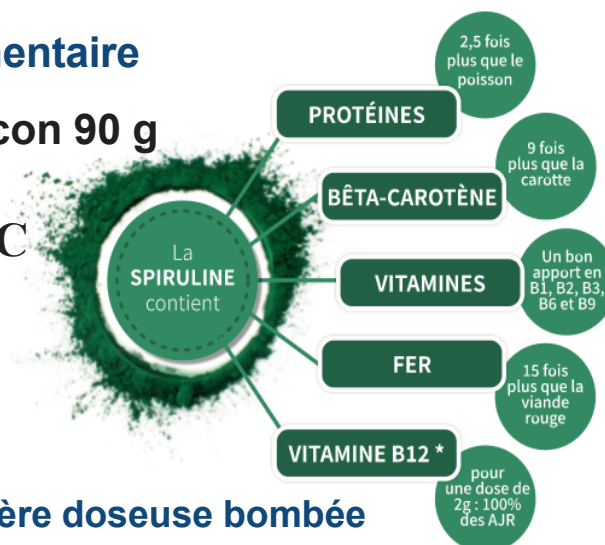 nentaire
con 90 g
C
La
SPIRULINE
contient
PROTÉINES
2,5 fois
plus que le
poisson
BÊTA-CAROTÈNE
9 fois
plus que la
carotte
VITAMINES
Un bon
apport en
B1, B2, B3,
B6 et B9
FER
15 fois
plus que la
viande
rouge
VITAMINE B12 *
pour
une dose de
2g : 100%
des AJR
ère doseuse bombée